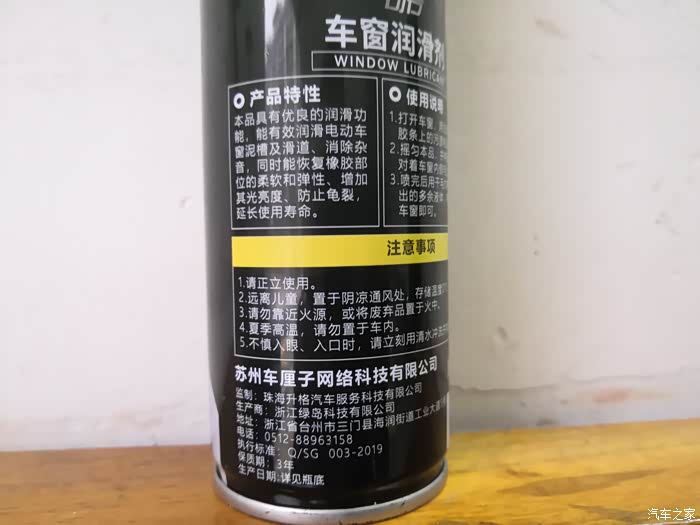 车窗润滑剂
WINDOW LUBRICANT
产品特性
本品具有优良的润滑功
能，能有效润滑电动车
窗泥槽及滑道、消除杂
音，同时能恢复橡胶部
位的柔软和弹性、增加
其光亮度、防止龟裂，
延长使用寿命。
使用说明
1.打开车窗，
胶条上的污
2.摇匀本品，
对着车窗内
3.喷完后用干毛
出的多余液体
车窗即可。
注意事项
1.请正立使用。
2.远离儿童，置于阴凉通风处，存储温度
3.请勿靠近火源，或将废弃品置于火中。
4.夏季高温，请勿置于车内。
5.不慎入眼、入口时，请立刻用清水冲洗
苏州车厘子网络科技有限公司
监制：珠海升格汽车服务科技有限公司
生产商：浙江绿岛科技有限公司
地址：浙江省台州市三门县海润街道工业大道
电话：0512-88963158
执行标准：Q/SG 003-2019
保质期：3年
生产日期：详见瓶底
汽车之家